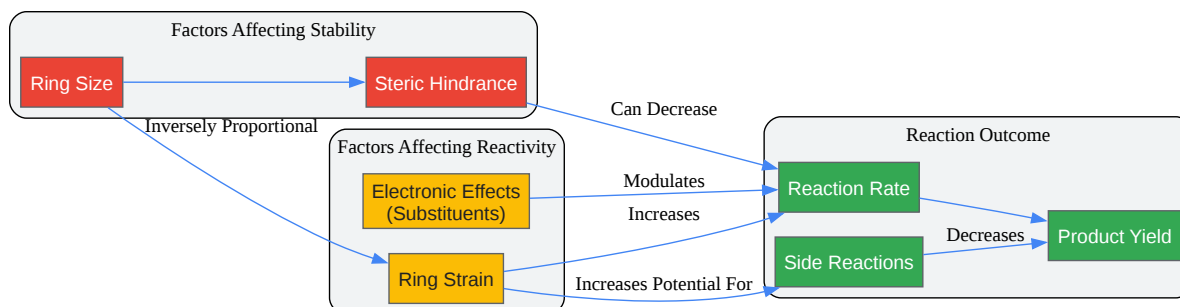 Factors Affecting Stability
Ring Size
Steric Hindrance
Can Decrease
Inversely Proportional
Factors Affecting Reactivity
Electronic Effects
(Substituents)
Modulates
Increases
Ring Strain
Increases Potential For
Reaction Outcome
Reaction Rate
Decreases
Product Yield
Side Reactions